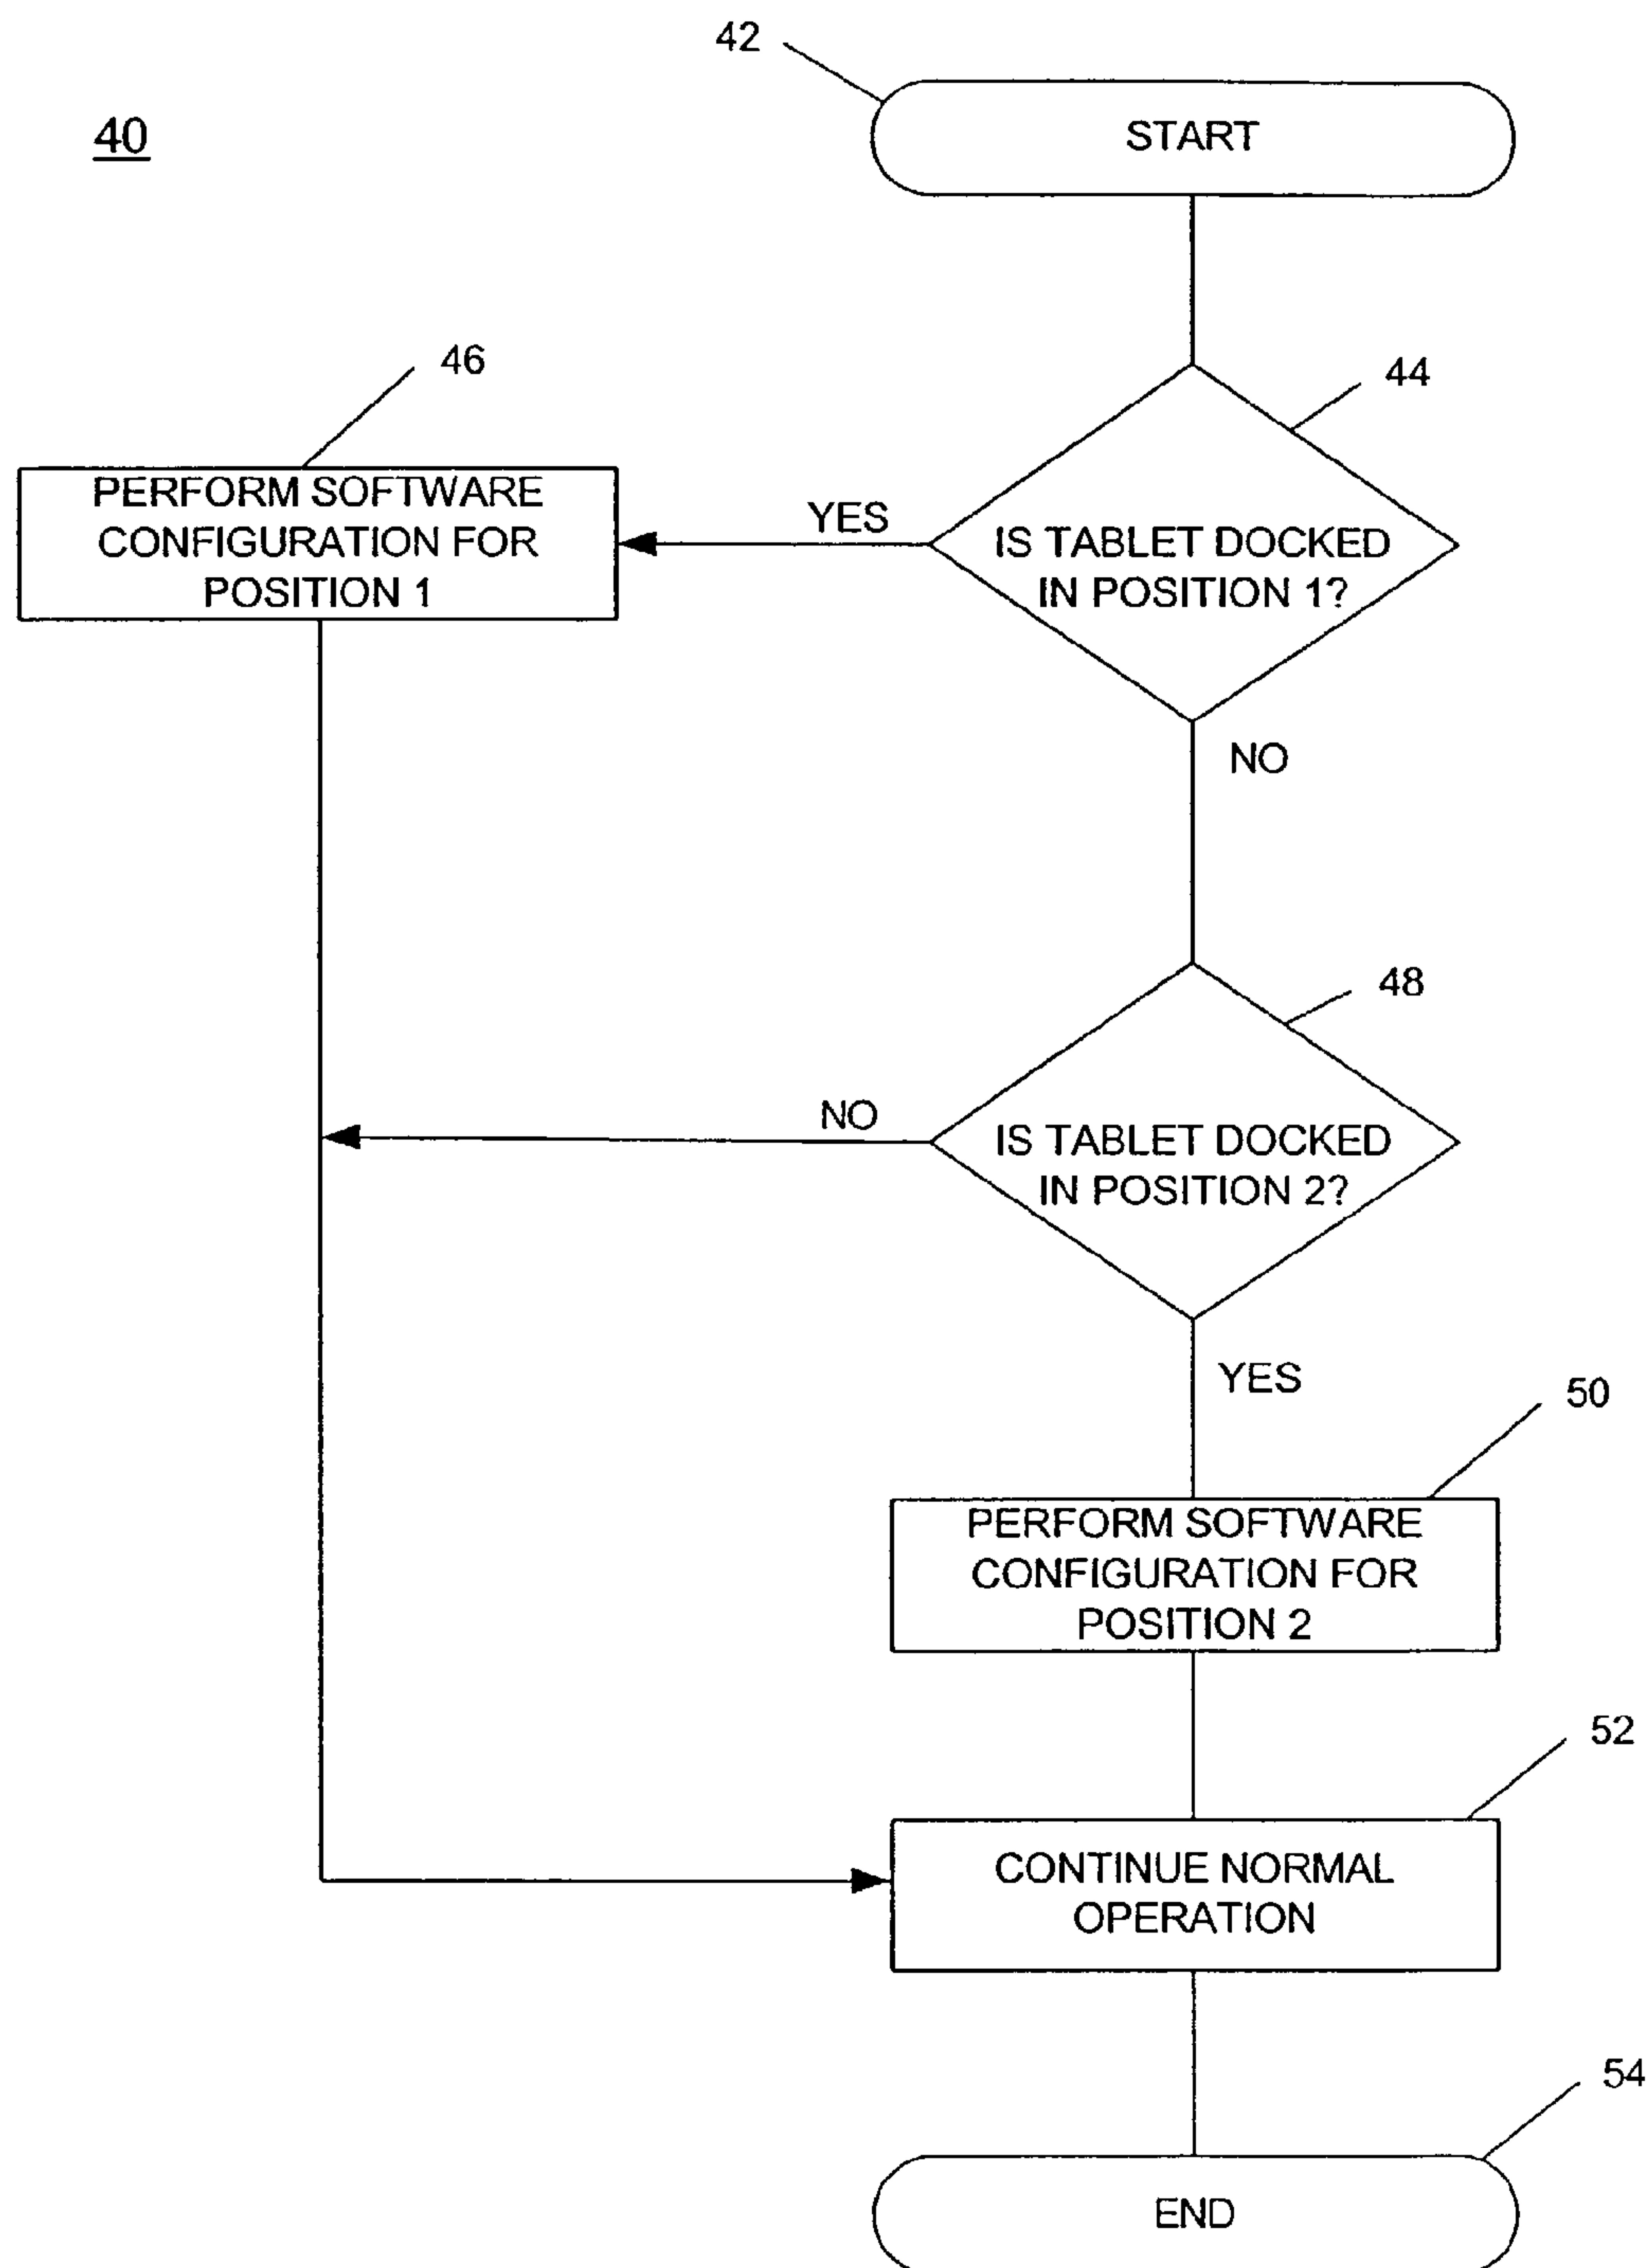 42
40
START
46
44
PERFORM SOFTWARE
CONFIGURATION FOR
POSITION 1
YES
IS TABLET DOCKED
IN POSITION 1?
NO
48
NO
IS TABLET DOCKED
IN POSITION 2?
YES
50
PERFORM SOFTWARE
CONFIGURATION FOR
POSITION 2
52
CONTINUE NORMAL
OPERATION
54
END